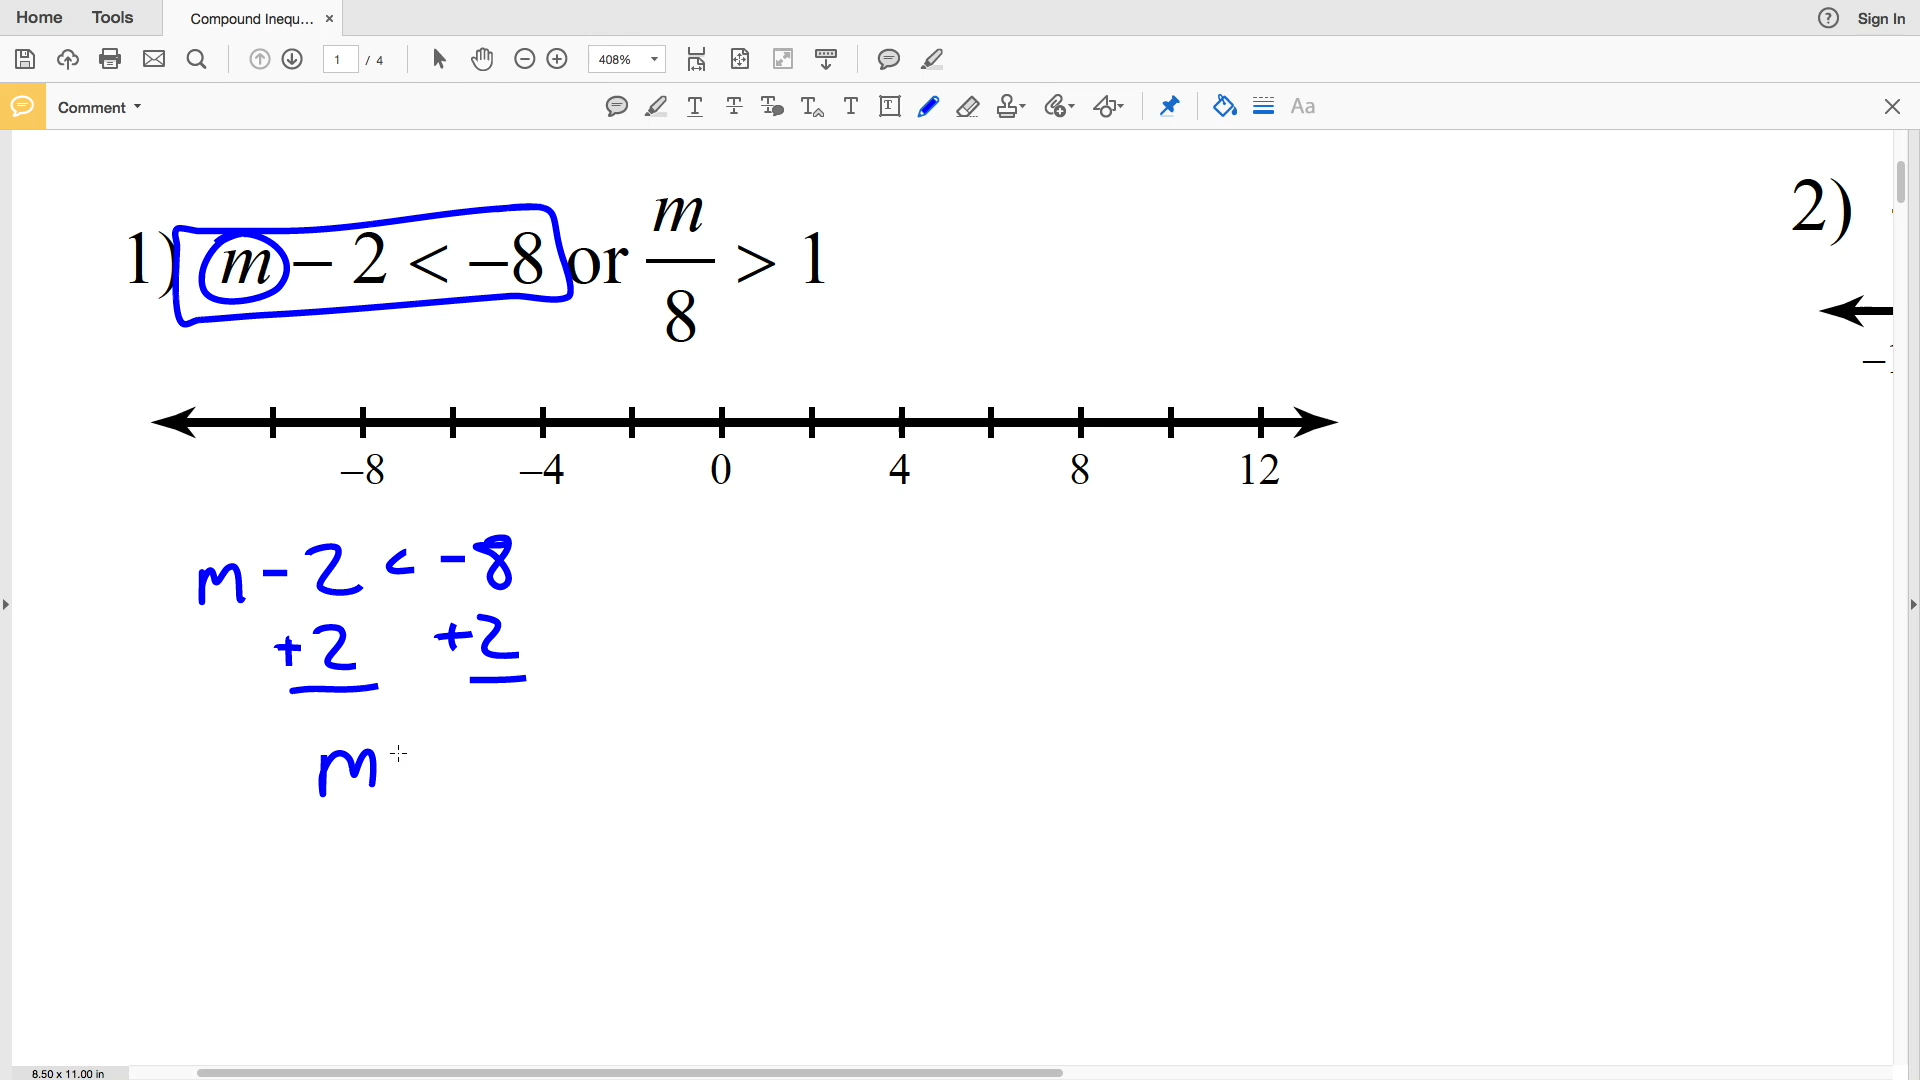 Home Tools Compound Inequ... × ? Sign In
1 / 4 408%
Comment Aa
1) m − 2 < −8 or m/8 > 1
2)
−8 −4 0 4 8 12
m - 2 < - 8
+ 2 + 2
m
8.50 x 11.00 in